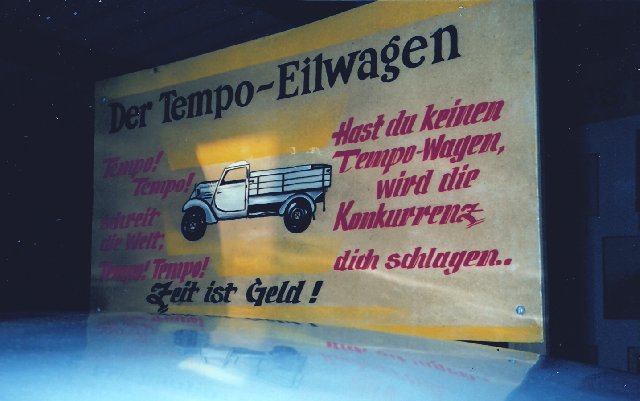 Der Tempo-Eilwagen
Tempo!
Tempo!
schreit
die Welt,
Tempo! Tempo!
Zeit ist Geld!
Hast du keinen
Tempo-Wagen,
wird die
Konkurrenz
dich schlagen..